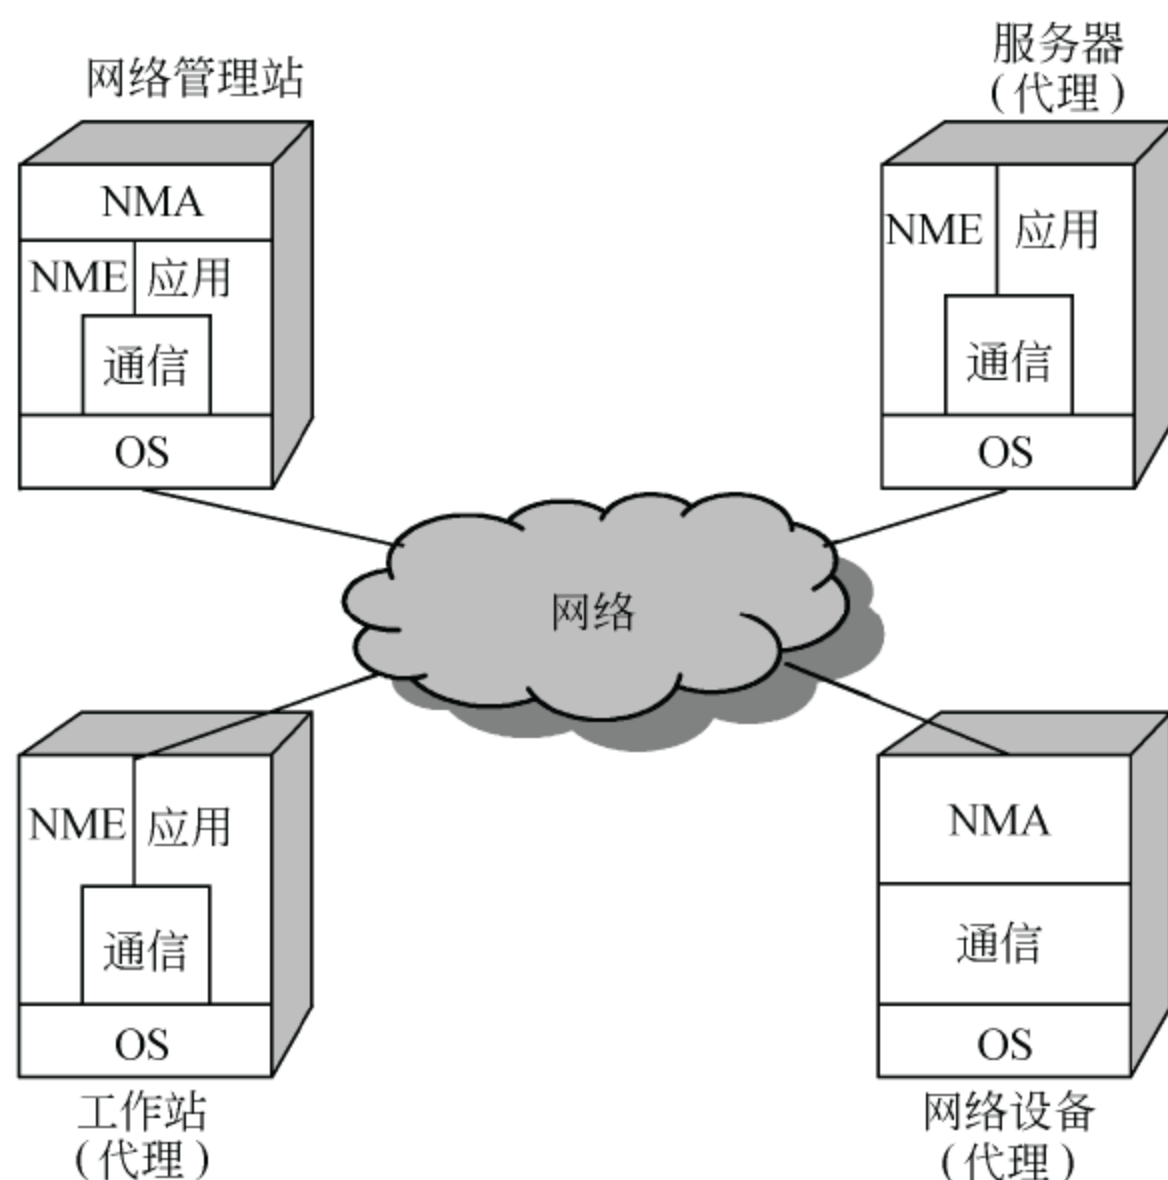 网络管理站
NMA
NME
应用
通信
OS
服务器
(代理)
NME
应用
通信
OS
网络
NME
应用
通信
OS
工作站
(代理)
NMA
通信
OS
网络设备
(代理)